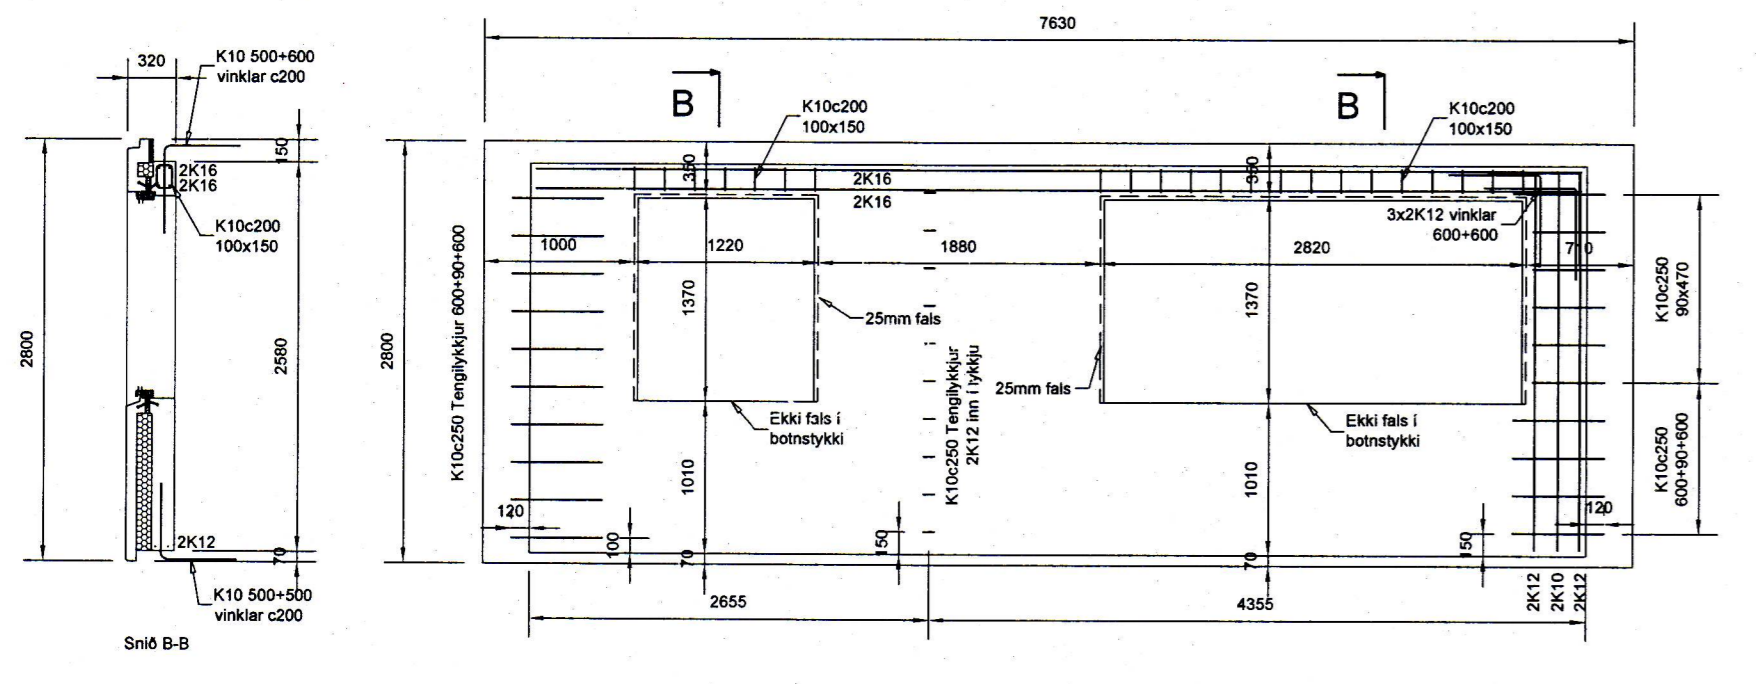 320
K10 500+600
vinklar c200
150
2K16
2K16
K10c200
100x150
2800
2580
2K12
70
K10 500+500
vinklar c200
Snið B-B
7630
B
B
K10c200
100x150
K10c200
100x150
350
350
2K16
2K16
3x2K12 vinklar
600+600
1000
1220
1880
2820
710
1370
1370
25mm fals
25mm fals
Ekki fals í
botnstykki
Ekki fals í
botnstykki
2800
K10c250 Tengilykkjur 600+90+600
K10c250 Tengilykkjur
2K12 inn í lykkju
K10c250
90x470
K10c250
600+90+600
1010
1010
120
120
100
70
150
70
150
2K12
2K10
2K12
2655
4355